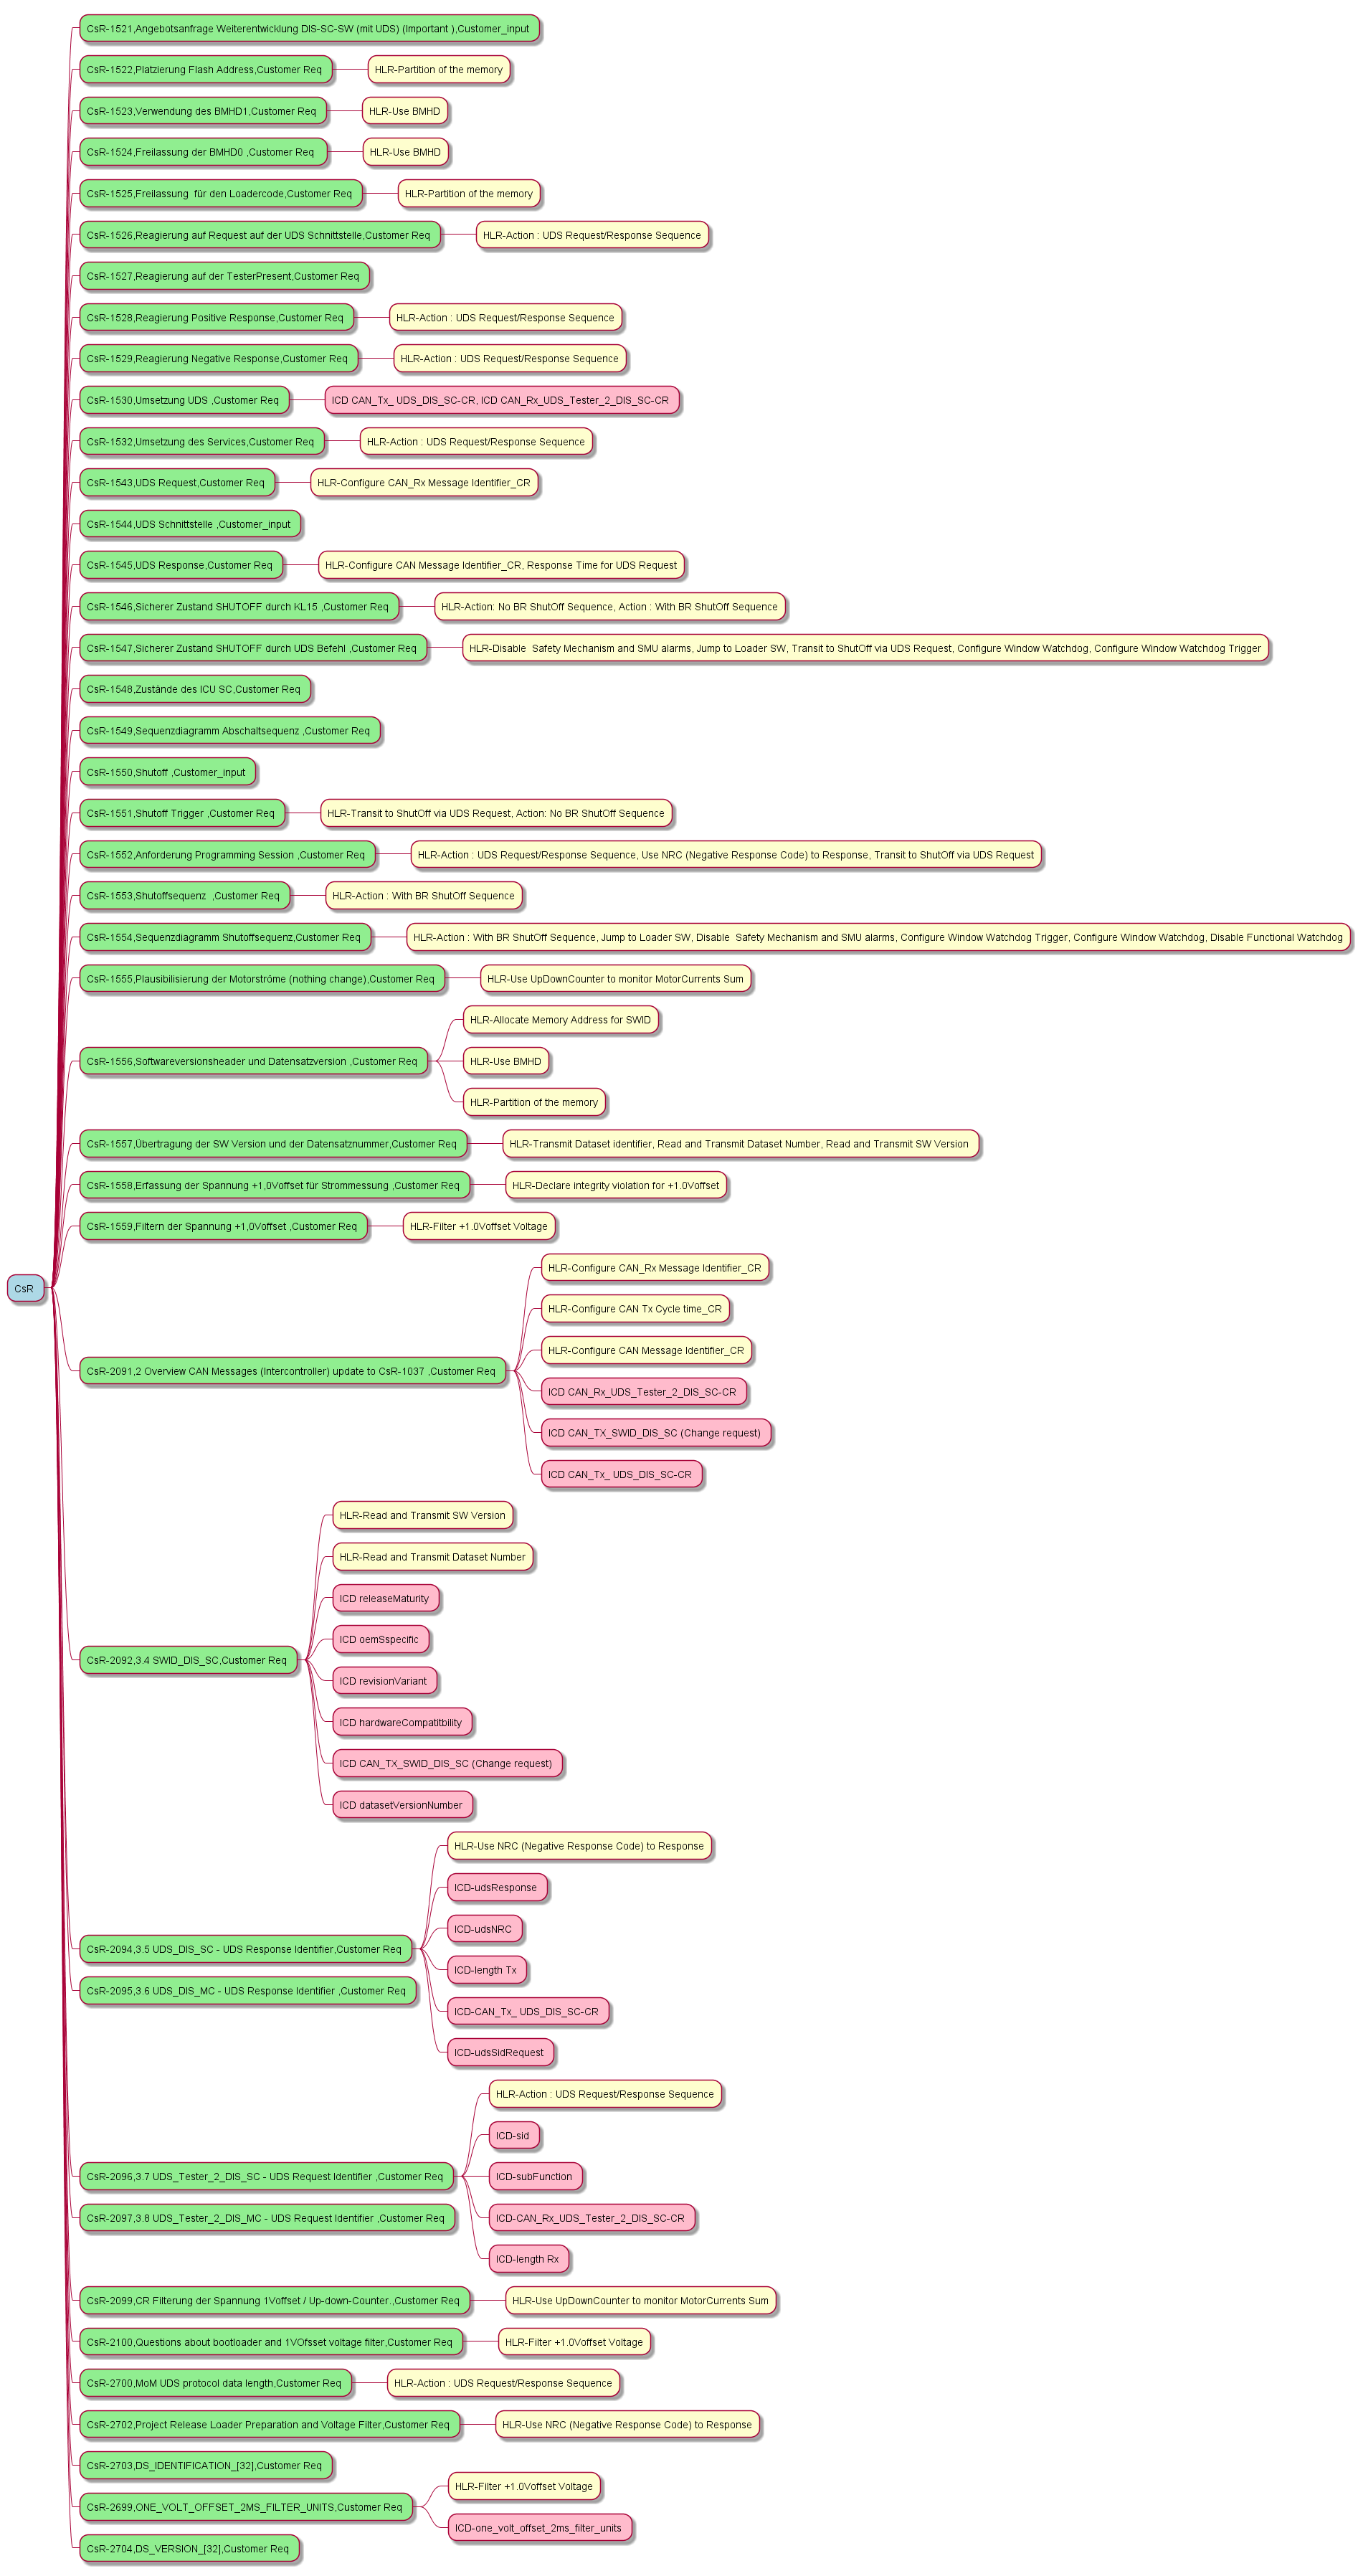 CsR-1521,Angebotsanfrage Weiterentwicklung DIS-SC-SW (mit UDS) (Important ),Customer_input
CsR-1522,Platzierung Flash Address,Customer Req
HLR-Partition of the memory
CsR-1523,Verwendung des BMHD1,Customer Req
HLR-Use BMHD
CsR-1524,Freilassung der BMHD0 ,Customer Req
HLR-Use BMHD
CsR-1525,Freilassung  für den Loadercode,Customer Req
HLR-Partition of the memory
CsR-1526,Reagierung auf Request auf der UDS Schnittstelle,Customer Req
HLR-Action : UDS Request/Response Sequence
CsR-1527,Reagierung auf der TesterPresent,Customer Req
CsR-1528,Reagierung Positive Response,Customer Req
HLR-Action : UDS Request/Response Sequence
CsR-1529,Reagierung Negative Response,Customer Req
HLR-Action : UDS Request/Response Sequence
CsR-1530,Umsetzung UDS ,Customer Req
ICD CAN_Tx_ UDS_DIS_SC-CR, ICD CAN_Rx_UDS_Tester_2_DIS_SC-CR
CsR-1532,Umsetzung des Services,Customer Req
HLR-Action : UDS Request/Response Sequence
CsR-1543,UDS Request,Customer Req
HLR-Configure CAN_Rx Message Identifier_CR
CsR-1544,UDS Schnittstelle ,Customer_input
CsR-1545,UDS Response,Customer Req
HLR-Configure CAN Message Identifier_CR, Response Time for UDS Request
CsR-1546,Sicherer Zustand SHUTOFF durch KL15 ,Customer Req
HLR-Action: No BR ShutOff Sequence, Action : With BR ShutOff Sequence
CsR-1547,Sicherer Zustand SHUTOFF durch UDS Befehl ,Customer Req
HLR-Disable  Safety Mechanism and SMU alarms, Jump to Loader SW, Transit to ShutOff via UDS Request, Configure Window Watchdog, Configure Window Watchdog Trigger
CsR-1548,Zustände des ICU SC,Customer Req
CsR-1549,Sequenzdiagramm Abschaltsequenz ,Customer Req
CsR-1550,Shutoff ,Customer_input
CsR-1551,Shutoff Trigger ,Customer Req
HLR-Transit to ShutOff via UDS Request, Action: No BR ShutOff Sequence
CsR-1552,Anforderung Programming Session ,Customer Req
HLR-Action : UDS Request/Response Sequence, Use NRC (Negative Response Code) to Response, Transit to ShutOff via UDS Request
CsR-1553,Shutoffsequenz  ,Customer Req
HLR-Action : With BR ShutOff Sequence
CsR-1554,Sequenzdiagramm Shutoffsequenz,Customer Req
HLR-Action : With BR ShutOff Sequence, Jump to Loader SW, Disable  Safety Mechanism and SMU alarms, Configure Window Watchdog Trigger, Configure Window Watchdog, Disable Functional Watchdog
CsR-1555,Plausibilisierung der Motorströme (nothing change),Customer Req
HLR-Use UpDownCounter to monitor MotorCurrents Sum
HLR-Allocate Memory Address for SWID
CsR-1556,Softwareversionsheader und Datensatzversion ,Customer Req
HLR-Use BMHD
HLR-Partition of the memory
CsR-1557,Übertragung der SW Version und der Datensatznummer,Customer Req
HLR-Transmit Dataset identifier, Read and Transmit Dataset Number, Read and Transmit SW Version
CsR-1558,Erfassung der Spannung +1,0Voffset für Strommessung ,Customer Req
HLR-Declare integrity violation for +1.0Voffset
CsR-1559,Filtern der Spannung +1,0Voffset ,Customer Req
HLR-Filter +1.0Voffset Voltage
CsR
HLR-Configure CAN_Rx Message Identifier_CR
HLR-Configure CAN Tx Cycle time_CR
HLR-Configure CAN Message Identifier_CR
CsR-2091,2 Overview CAN Messages (Intercontroller) update to CsR-1037 ,Customer Req
ICD CAN_Rx_UDS_Tester_2_DIS_SC-CR
ICD CAN_TX_SWID_DIS_SC (Change request)
ICD CAN_Tx_ UDS_DIS_SC-CR
HLR-Read and Transmit SW Version
HLR-Read and Transmit Dataset Number
ICD releaseMaturity
ICD oemSspecific
CsR-2092,3.4 SWID_DIS_SC,Customer Req
ICD revisionVariant
ICD hardwareCompatitbility
ICD CAN_TX_SWID_DIS_SC (Change request)
ICD datasetVersionNumber
HLR-Use NRC (Negative Response Code) to Response
ICD-udsResponse
ICD-udsNRC
CsR-2094,3.5 UDS_DIS_SC - UDS Response Identifier,Customer Req
ICD-length Tx
CsR-2095,3.6 UDS_DIS_MC - UDS Response Identifier ,Customer Req
ICD-CAN_Tx_ UDS_DIS_SC-CR
ICD-udsSidRequest
HLR-Action : UDS Request/Response Sequence
ICD-sid
CsR-2096,3.7 UDS_Tester_2_DIS_SC - UDS Request Identifier ,Customer Req
ICD-subFunction
CsR-2097,3.8 UDS_Tester_2_DIS_MC - UDS Request Identifier ,Customer Req
ICD-CAN_Rx_UDS_Tester_2_DIS_SC-CR
ICD-length Rx
CsR-2099,CR Filterung der Spannung 1Voffset / Up-down-Counter.,Customer Req
HLR-Use UpDownCounter to monitor MotorCurrents Sum
CsR-2100,Questions about bootloader and 1VOfsset voltage filter,Customer Req
HLR-Filter +1.0Voffset Voltage
CsR-2700,MoM UDS protocol data length,Customer Req
HLR-Action : UDS Request/Response Sequence
CsR-2702,Project Release Loader Preparation and Voltage Filter,Customer Req
HLR-Use NRC (Negative Response Code) to Response
CsR-2703,DS_IDENTIFICATION_[32],Customer Req
HLR-Filter +1.0Voffset Voltage
CsR-2699,ONE_VOLT_OFFSET_2MS_FILTER_UNITS,Customer Req
ICD-one_volt_offset_2ms_filter_units
CsR-2704,DS_VERSION_[32],Customer Req